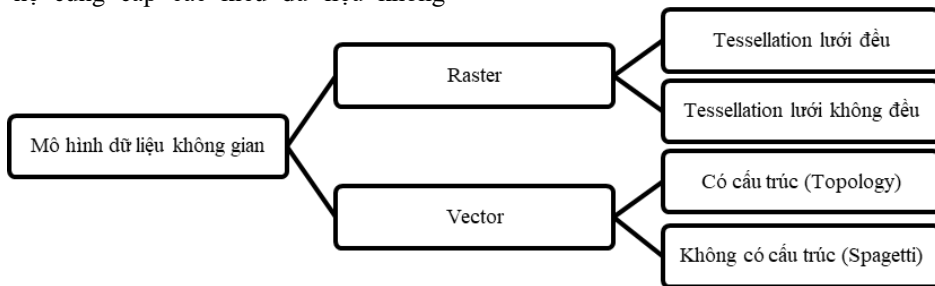 Tessellation lưới đều
Raster
Tessellation lưới không đều
Mô hình dữ liệu không gian
Có cấu trúc (Topology)
Vector
Không có cấu trúc (Spagetti)